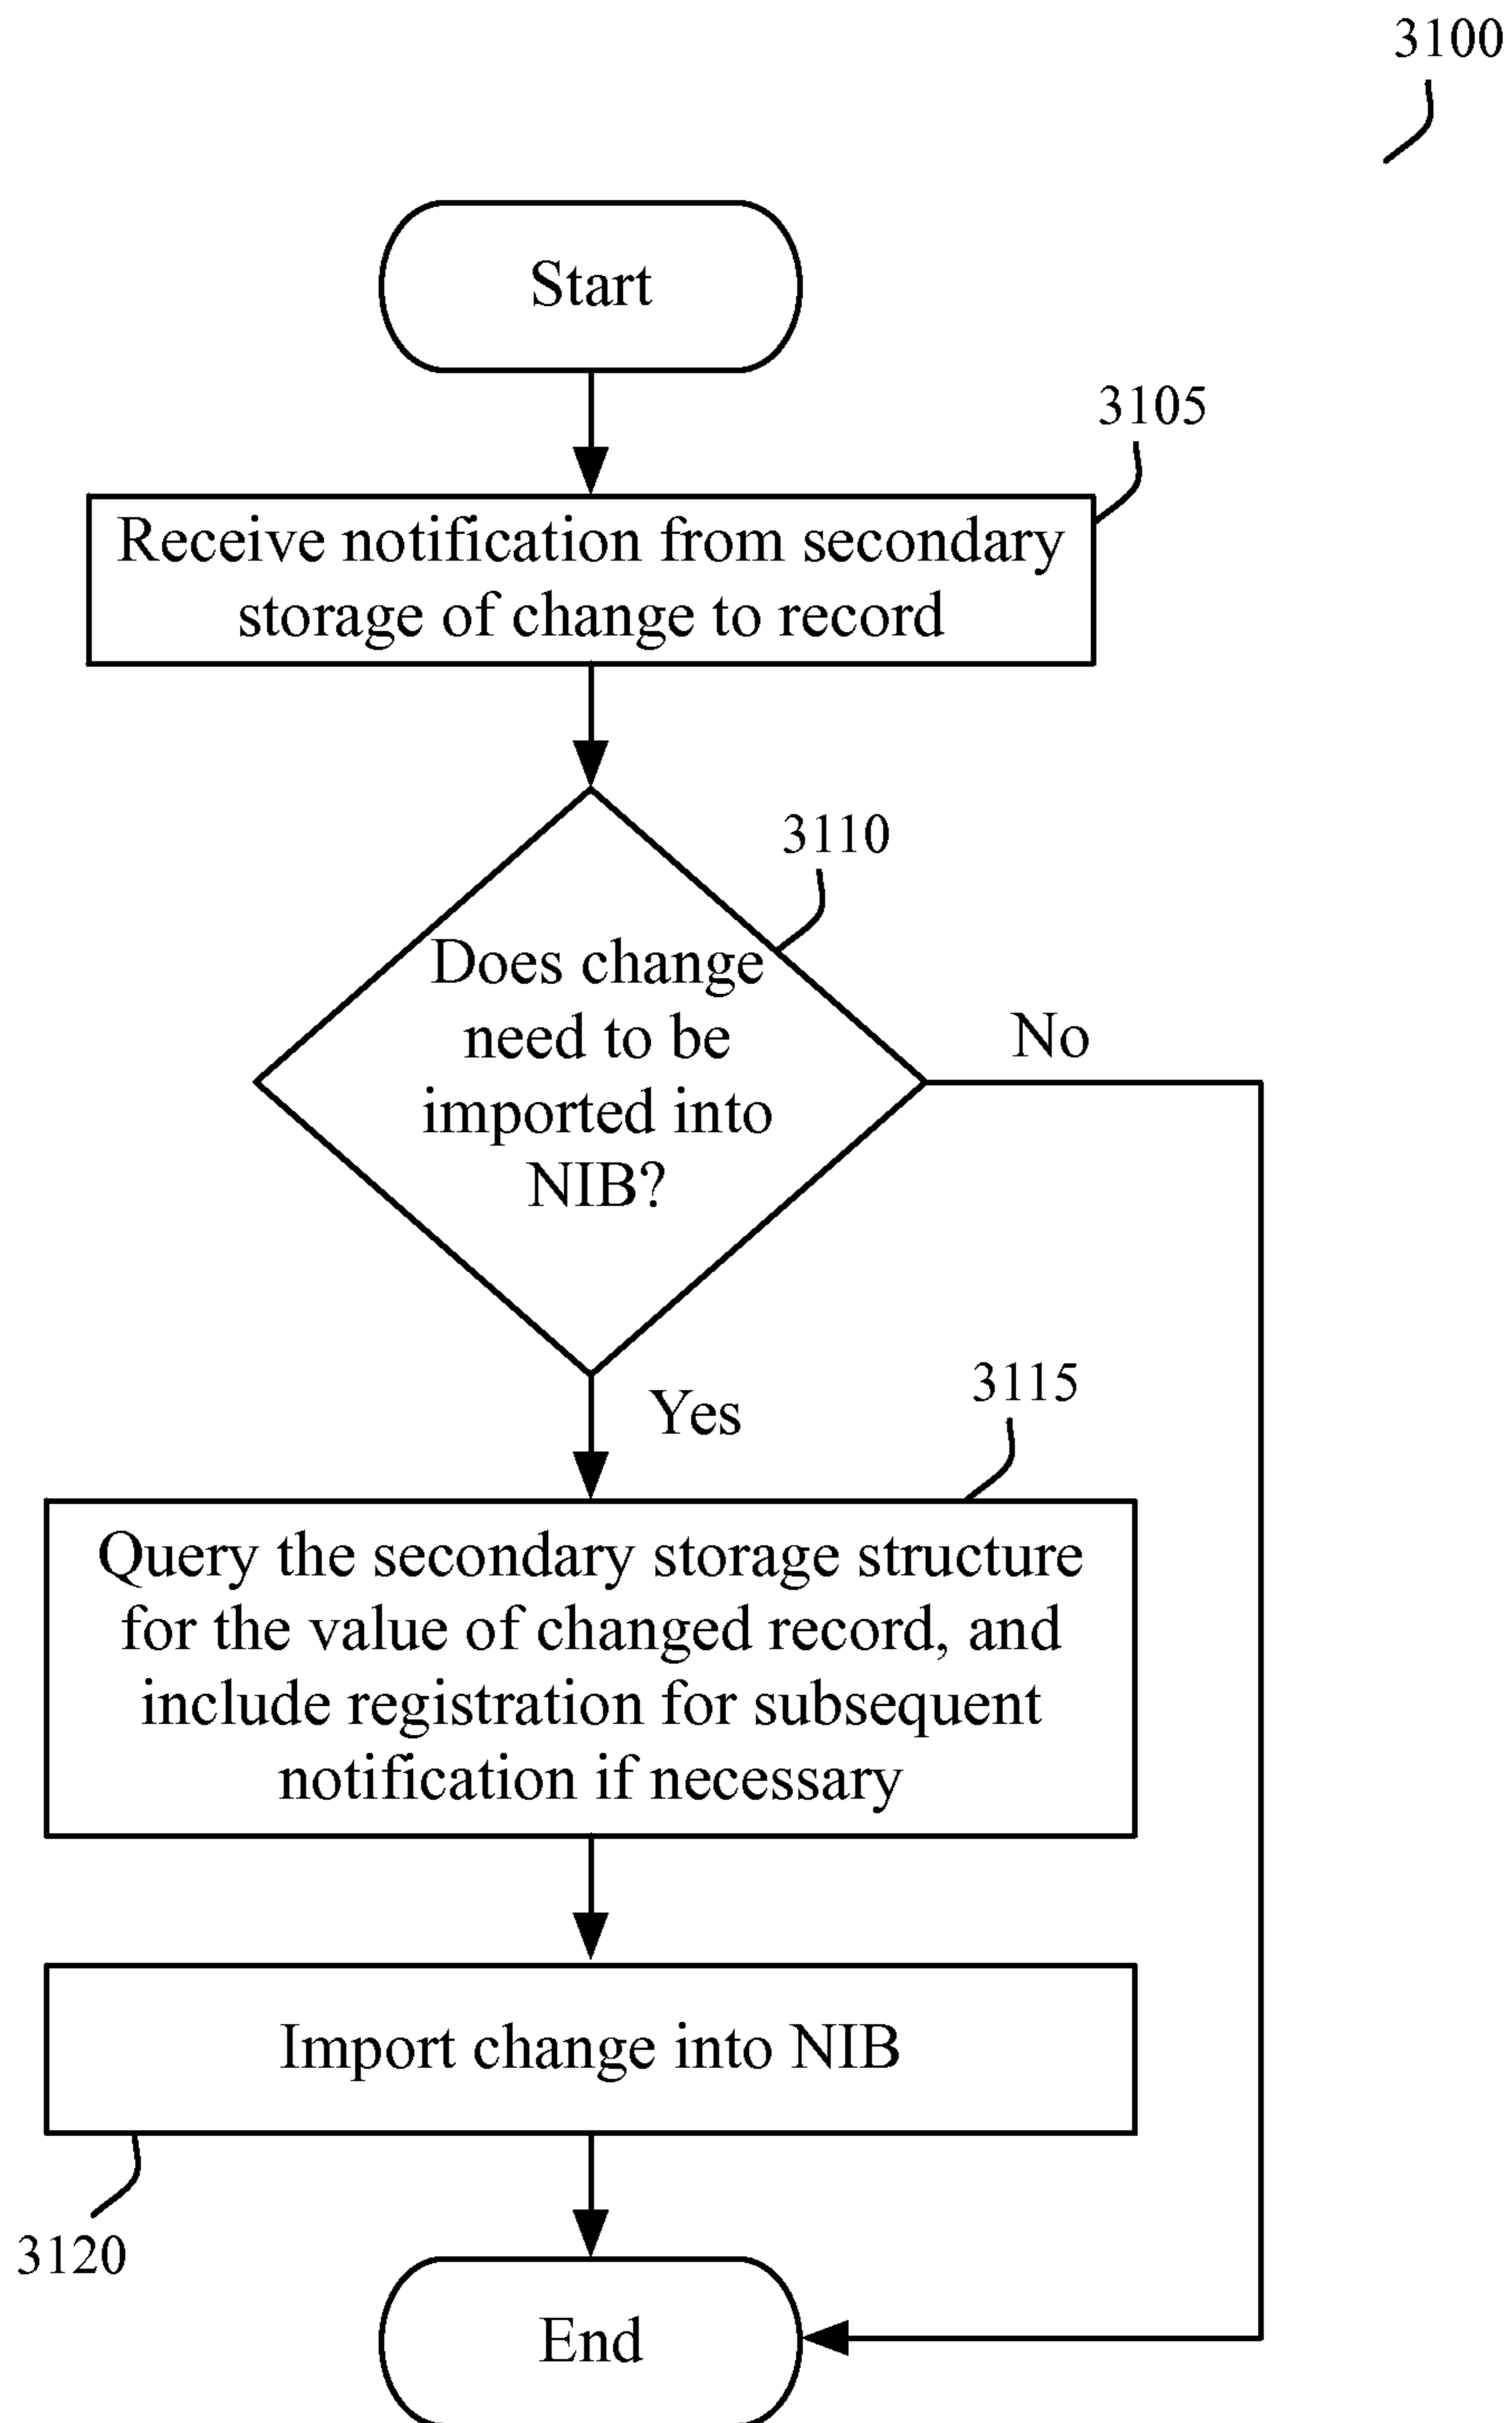 3100
Start
3105
Receive notification from secondary
storage of change to record
3110
Does change
need to be
imported into
NIB?
No
Yes
3115
Query the secondary storage structure
for the value of changed record, and
include registration for subsequent
notification if necessary
Import change into NIB
3120
End